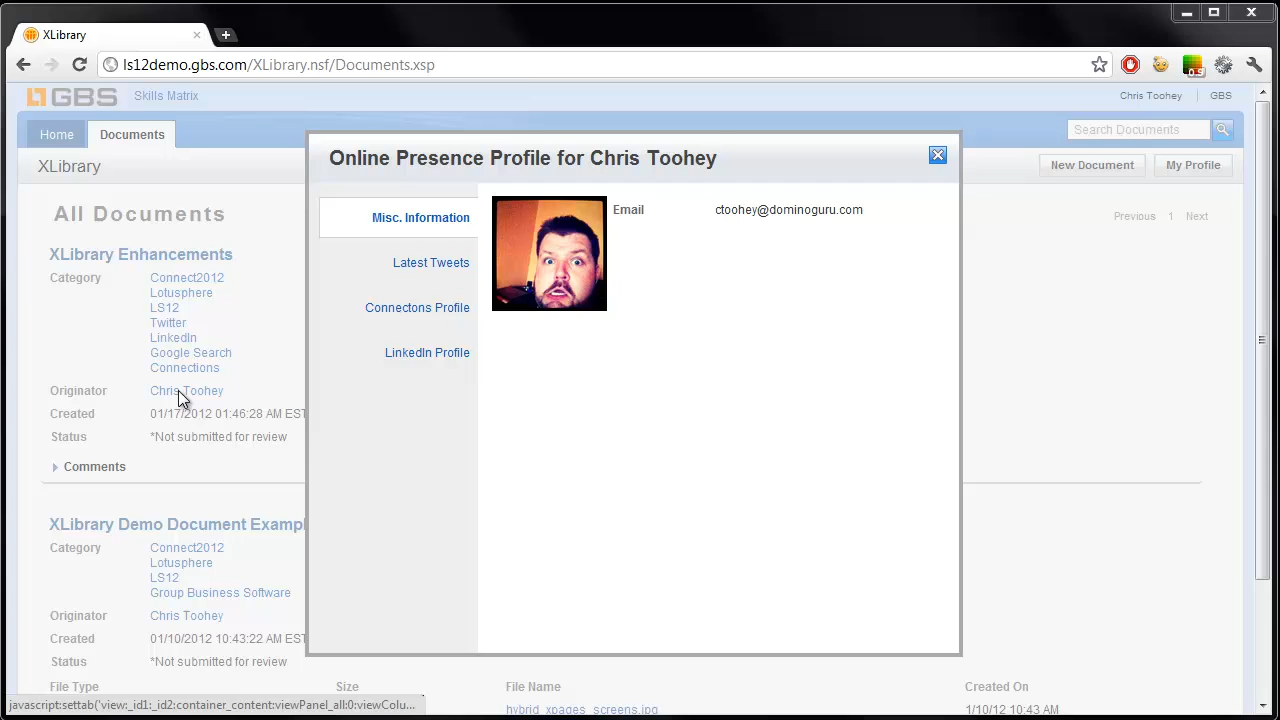 XLibrary
ls12demo.gbs.com/XLibrary.nsf/Documents.xsp
0.5
GBS Skills Matrix Chris Toohey GBS
Home Documents Search Documents
XLibrary New Document My Profile
Online Presence Profile for Chris Toohey
Misc. Information
Latest Tweets
Connectons Profile
LinkedIn Profile
Email ctoohey@dominoguru.com
All Documents Previous 1 Next
XLibrary Enhancements
Category Connect2012
Lotusphere
LS12
Twitter
LinkedIn
Google Search
Connections
Originator Chris Toohey
Created 01/17/2012 01:46:28 AM EST
Status *Not submitted for review
Comments
XLibrary Demo Document Exampl
Category Connect2012
Lotusphere
LS12
Group Business Software
Originator Chris Toohey
Created 01/10/2012 10:43:22 AM EST
Status *Not submitted for review
File Type Size File Name Created On
hybrid_xpages_screens.jpg 1/10/12 10:43 AM
javascript:settab('view:_id1:_id2:container_content:viewPanel_all:0:viewColu...